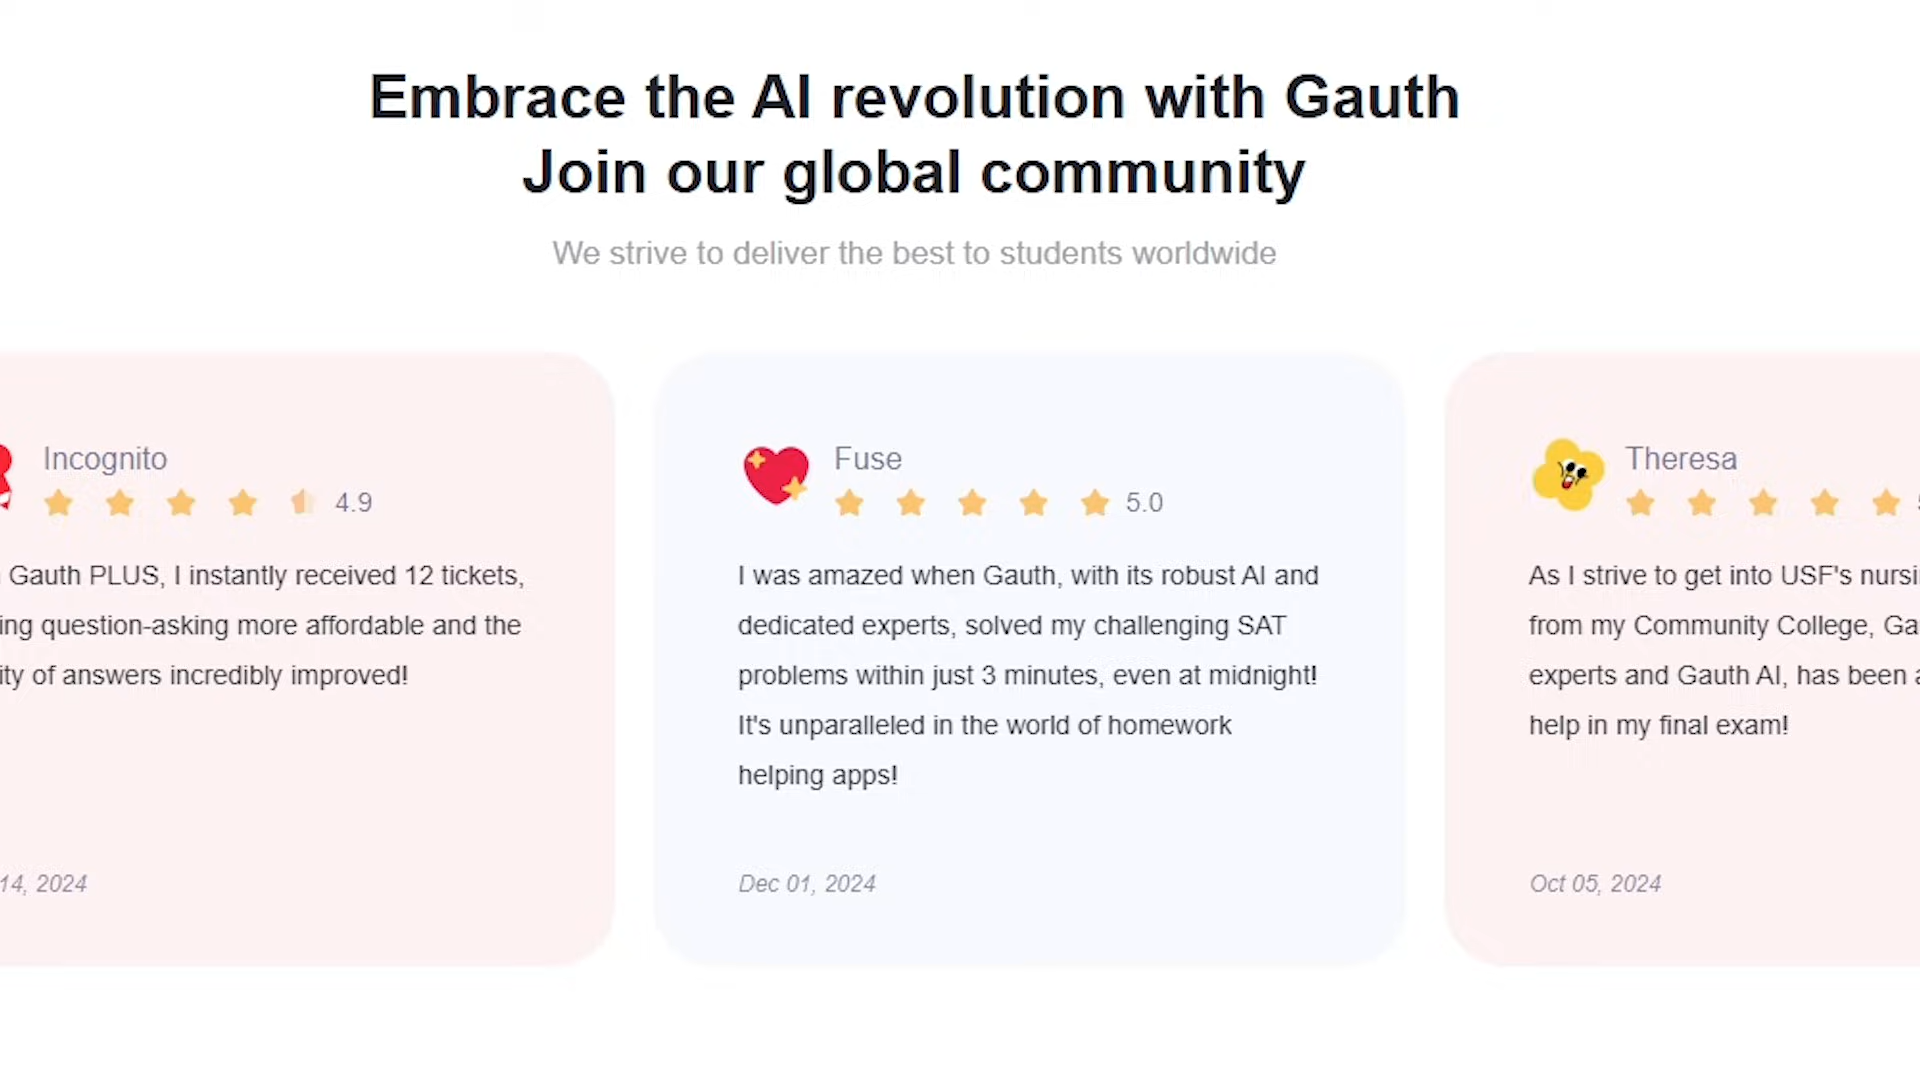 Embrace the AI revolution with Gauth
Join our global community
We strive to deliver the best to students worldwide
Incognito
4.9
Gauth PLUS, I instantly received 12 tickets,
question-asking more affordable and the
of answers incredibly improved!
14, 2024
Fuse
5.0
I was amazed when Gauth, with its robust AI and
dedicated experts, solved my challenging SAT
problems within just 3 minutes, even at midnight!
It's unparalleled in the world of homework
helping apps!
Dec 01, 2024
Theresa
As I strive to get into USF's
from my Community College,
experts and Gauth AI, has been
help in my final exam!
Oct 05, 2024